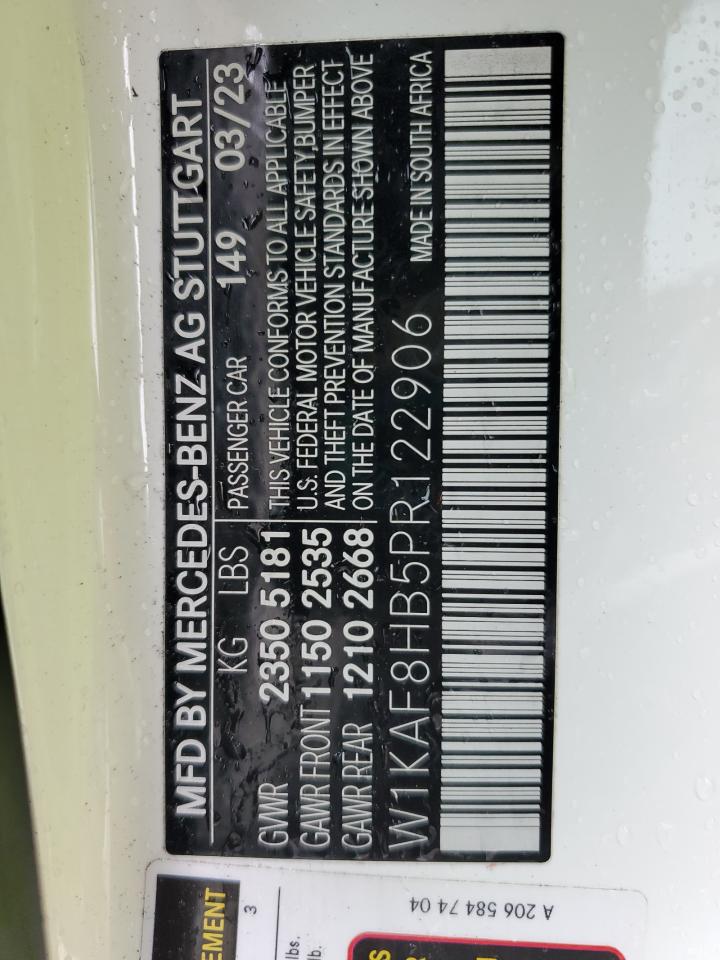 MFD BY MERCEDES-BENZ AG STUTTGART
KG LBS PASSENGER CAR 149 03/23
GVWR 2350 5181 THIS VEHICLE CONFORMS TO ALL APPLICABLE
GAWR FRONT 1150 2535 U.S. FEDERAL MOTOR VEHICLE SAFETY,BUMPER
AND THEFT PREVENTION STANDARDS IN EFFECT
GAWR REAR 1210 2668 ON THE DATE OF MANUFACTURE SHOWN ABOVE
W1KAF8HB5PR122906 MADE IN SOUTH AFRICA
A 206 584 74 04
EMENT
3
lbs.
lb.